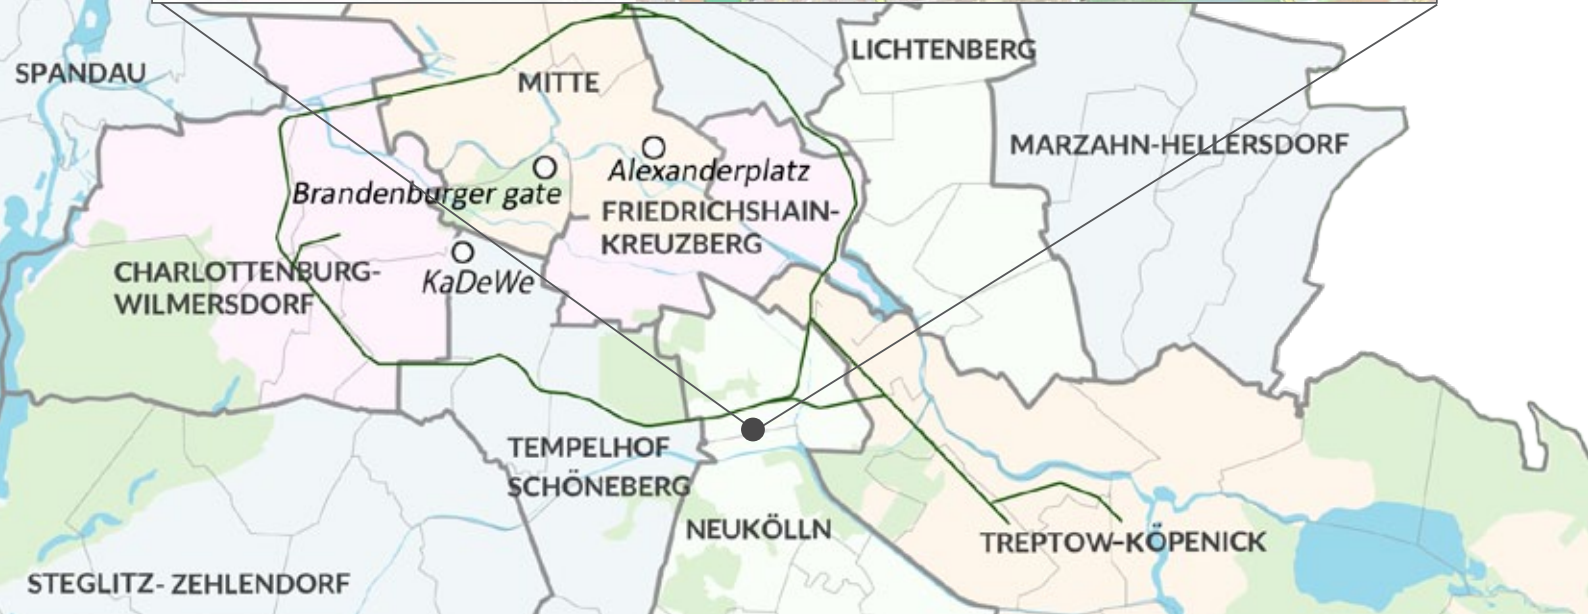 LICHTENBERG
SPANDAU
MITTE
MARZAHN-HELLERSDORF
Alexanderplatz
Brandenburger gate
FRIEDRICHSHAIN-
KREUZBERG
CHARLOTTENBURG-
WILMERSDORF
KaDeWe
TEMPELHOF
SCHÖNEBERG
NEUKÖLLN
TREPTOW-KÖPENICK
STEGLITZ- ZEHLENDORF